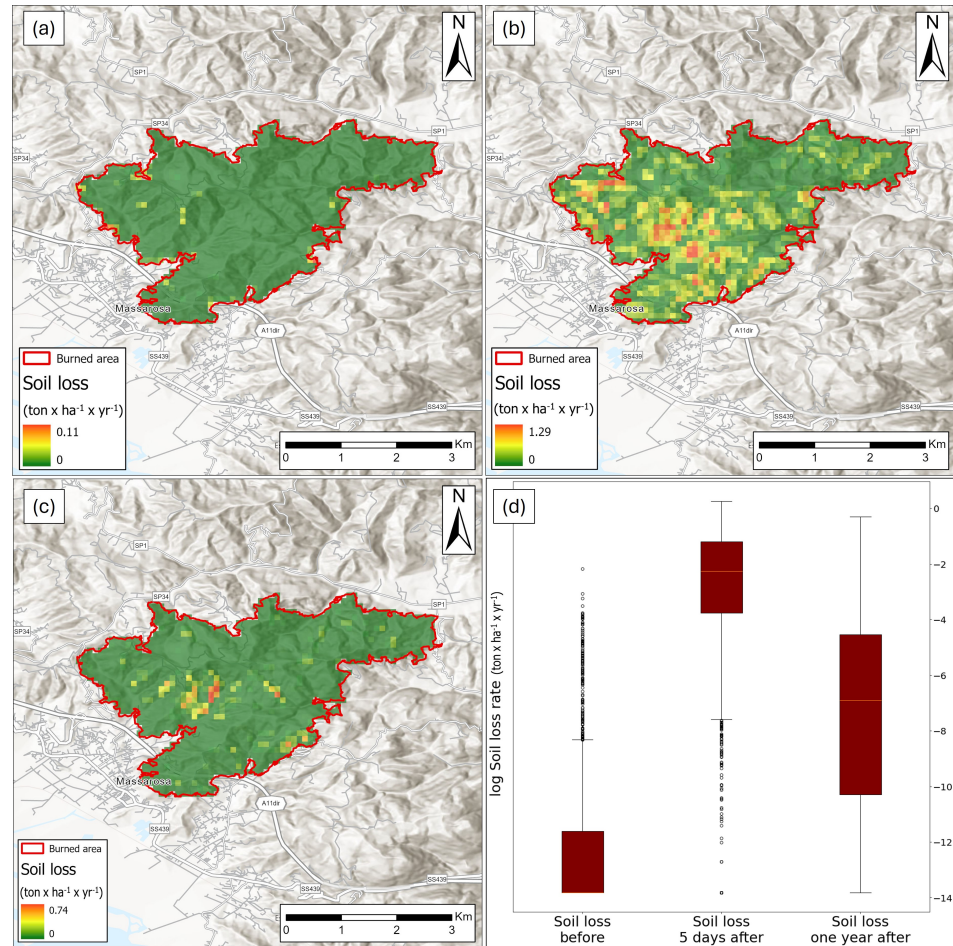 (a)
N
SP1
SP34
SP1
SP34
Massarosa
A11dir
SS439
SS439
SS439
Burned area
Soil loss
(ton x ha⁻¹ x yr⁻¹)
0.11
0
Km
0 1 2 3
(b)
N
SP1
SP34
SP1
SP34
Massarosa
A11dir
SS439
SS439
SS439
Burned area
Soil loss
(ton x ha⁻¹ x yr⁻¹)
1.29
0
Km
0 1 2 3
(c)
N
SP1
SP34
SP1
SP34
Massarosa
A11dir
SS439
SS439
SS439
Burned area
Soil loss
(ton x ha⁻¹ x yr⁻¹)
0.74
0
Km
0 1 2 3
(d)
log Soil loss rate (ton x ha⁻¹ x yr⁻¹)
0
−2
−4
−6
−8
−10
−12
−14
Soil loss
before
Soil loss
5 days after
Soil loss
one year after